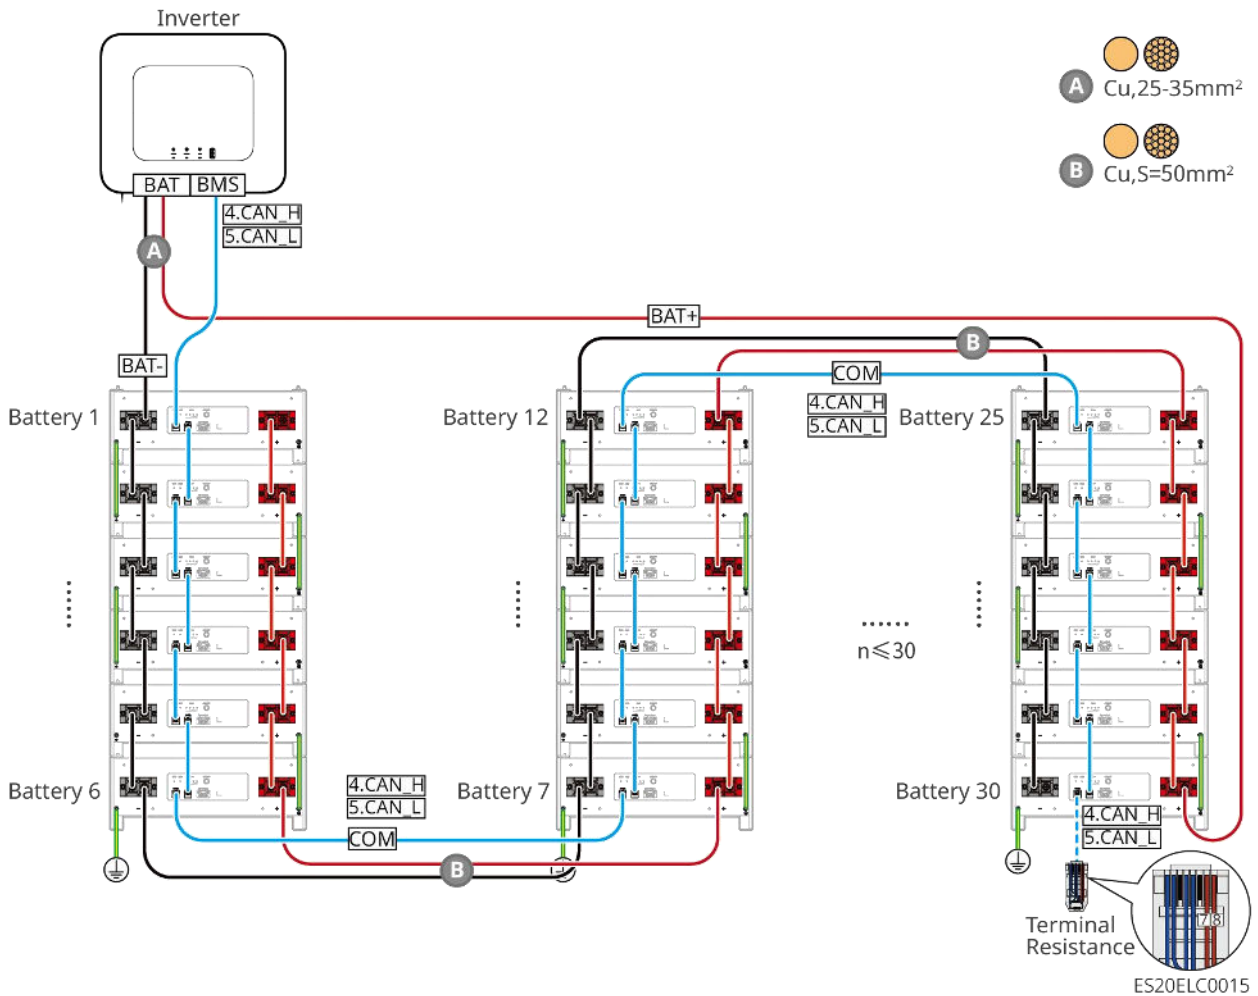 Inverter
BAT
BMS
4.CAN_H
5.CAN_L
A
A
Cu,25-35mm²
B
Cu,S=50mm²
BAT+
B
BAT-
COM
4.CAN_H
5.CAN_L
Battery 1
Battery 12
Battery 25
n≤30
Battery 6
4.CAN_H
5.CAN_L
COM
Battery 7
B
Battery 30
4.CAN_H
5.CAN_L
Terminal
Resistance
7 8
ES20ELC0015